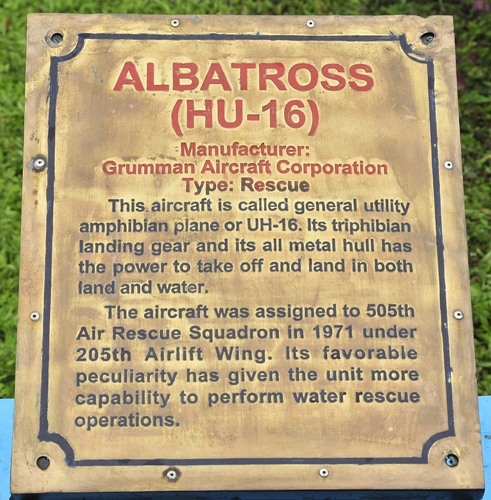 ALBATROSS
(HU-16)
Manufacturer:
Grumman Aircraft Corporation
Type: Rescue
This aircraft is called general utility
amphibian plane or UH-16. Its triphibian
landing gear and its all metal hull has
the power to take off and land in both
land and water.
The aircraft was assigned to 505th
Air Rescue Squadron in 1971 under
205th Airlift Wing. Its favorable
peculiarity has given the unit more
capability to perform water rescue
operations.